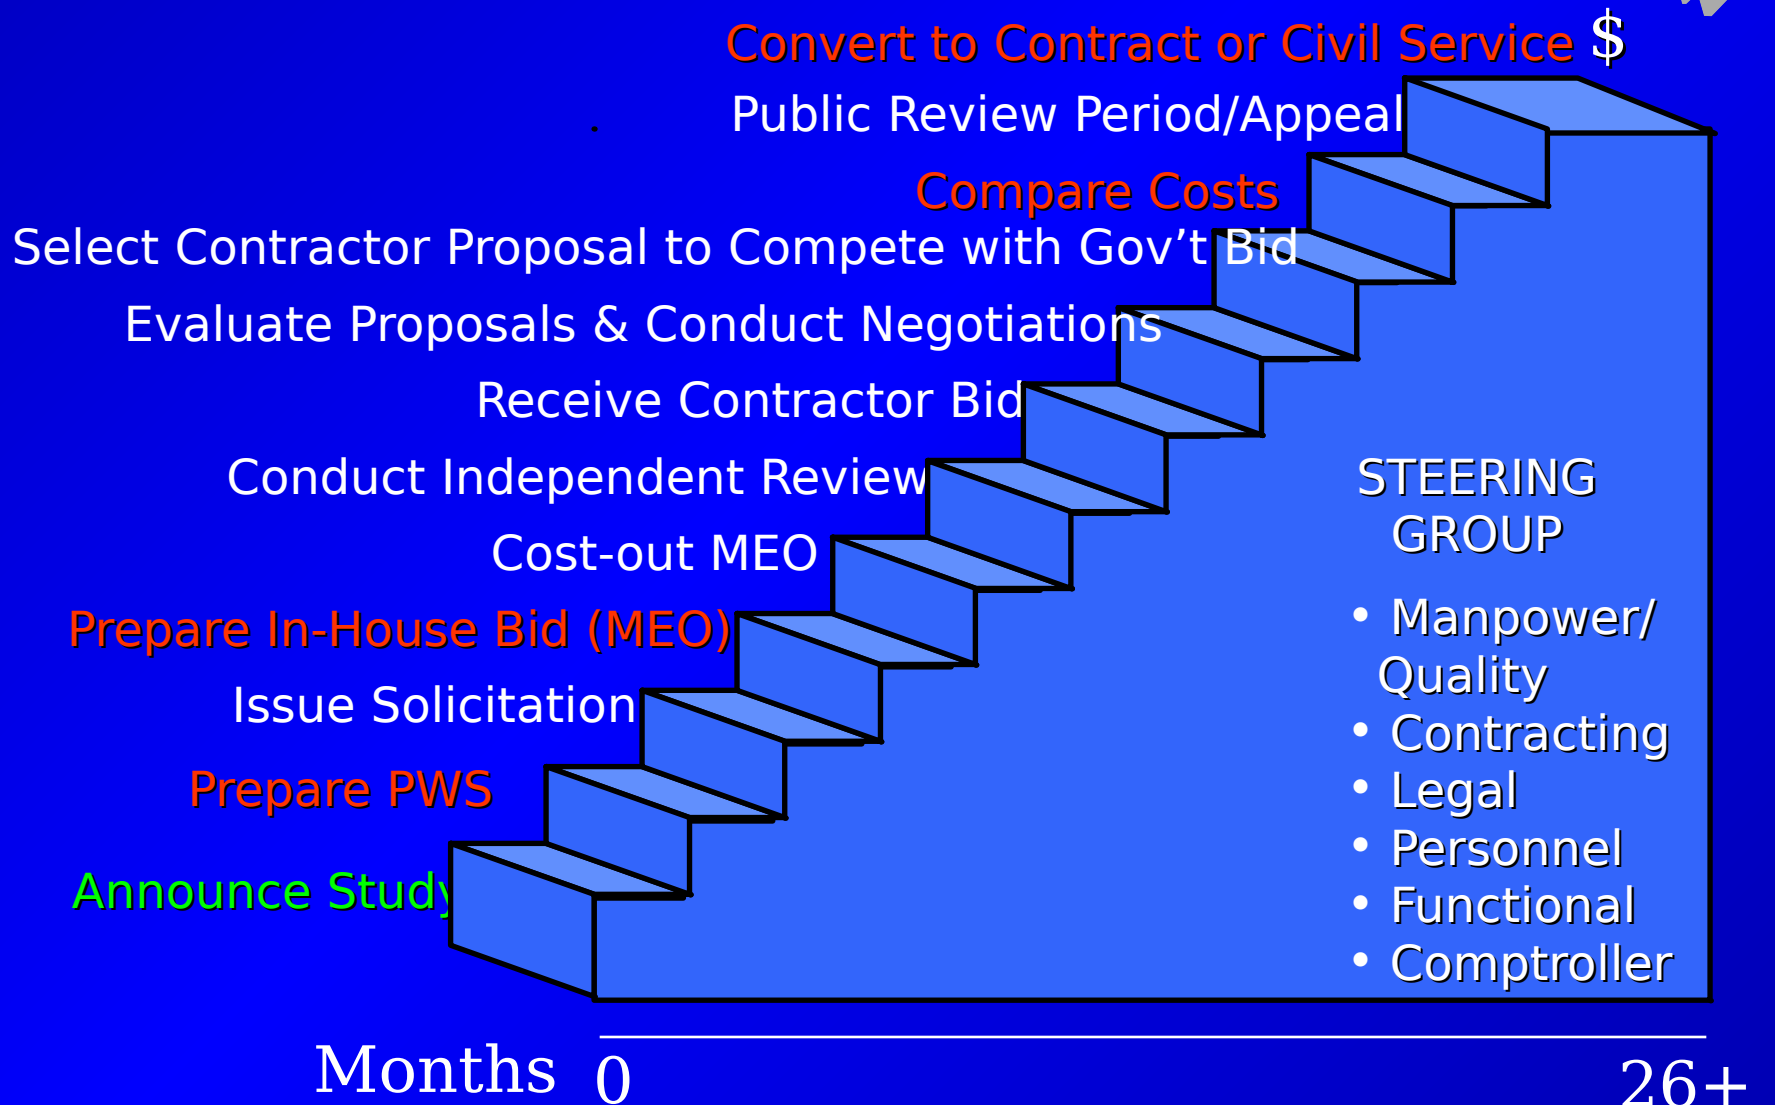 Convert to Contract or Civil Service $
Public Review Period/Appeal
Compare Costs
Select Contractor Proposal to Compete with Gov’t Bid
Evaluate Proposals & Conduct Negotiations
Receive Contractor Bid
Conduct Independent Review
Cost-out MEO
Prepare In-House Bid (MEO)
Issue Solicitation
Prepare PWS
Announce Study
STEERING
GROUP
• Manpower/
Quality
• Contracting
• Legal
• Personnel
• Functional
• Comptroller
Months 0 26+